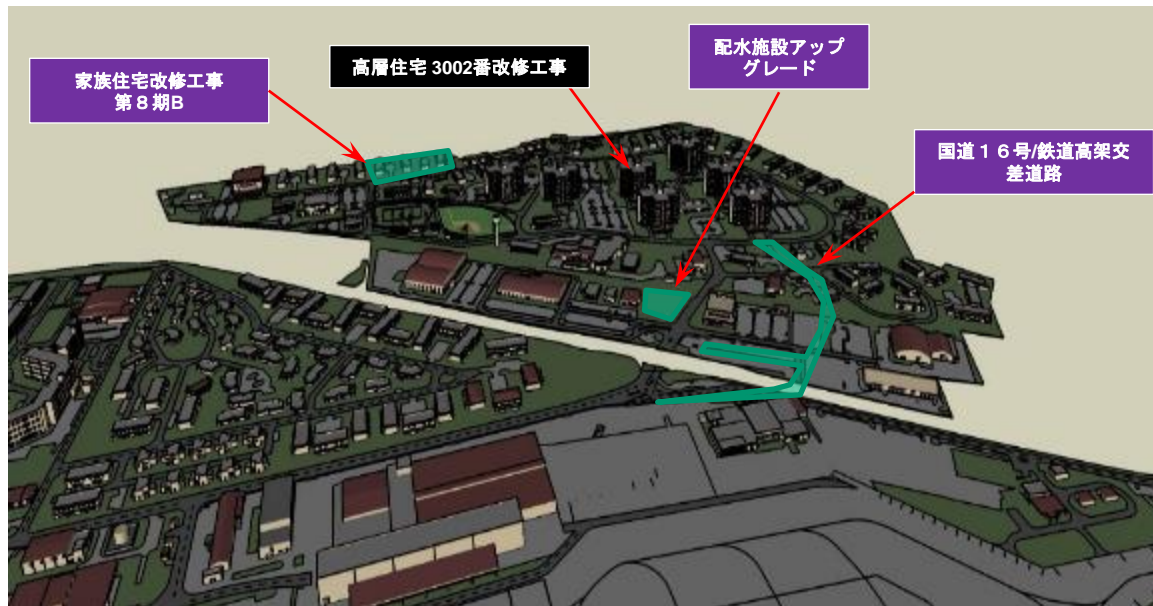 家族住宅改修工事
第８期B
高層住宅 3002番改修工事
配水施設アップ
グレード
国道１６号/鉄道高架交
差道路